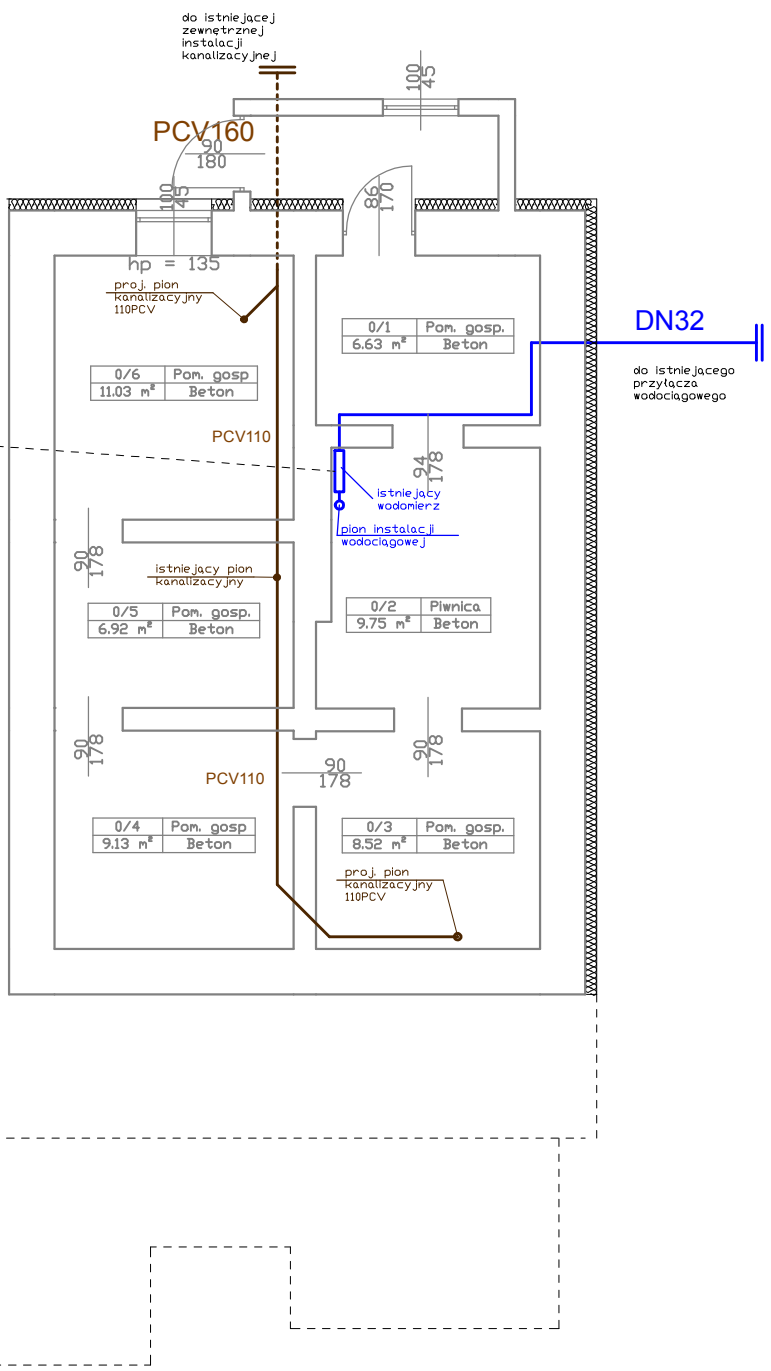 do istniejącej
zewnętrznej
instalacji
kanalizacyjnej
PCV160
100
45
90
180
100
45
86
170
hp = 135
proj. pion
kanalizacyjny
110PCV
0/1 Pom. gosp.
6.63 m² Beton
DN32
do istniejącego
przyłącza
wodociągowego
0/6 Pom. gosp
11.03 m² Beton
PCV110
94
178
istniejący
wodomierz
pion instalacji
wodociągowej
90
178
istniejący pion
kanalizacyjny
0/5 Pom. gosp.
6.92 m² Beton
0/2 Piwnica
9.75 m² Beton
90
178
PCV110
90
178
90
178
0/4 Pom. gosp
9.13 m² Beton
0/3 Pom. gosp.
8.52 m² Beton
proj. pion
kanalizacyjny
110PCV